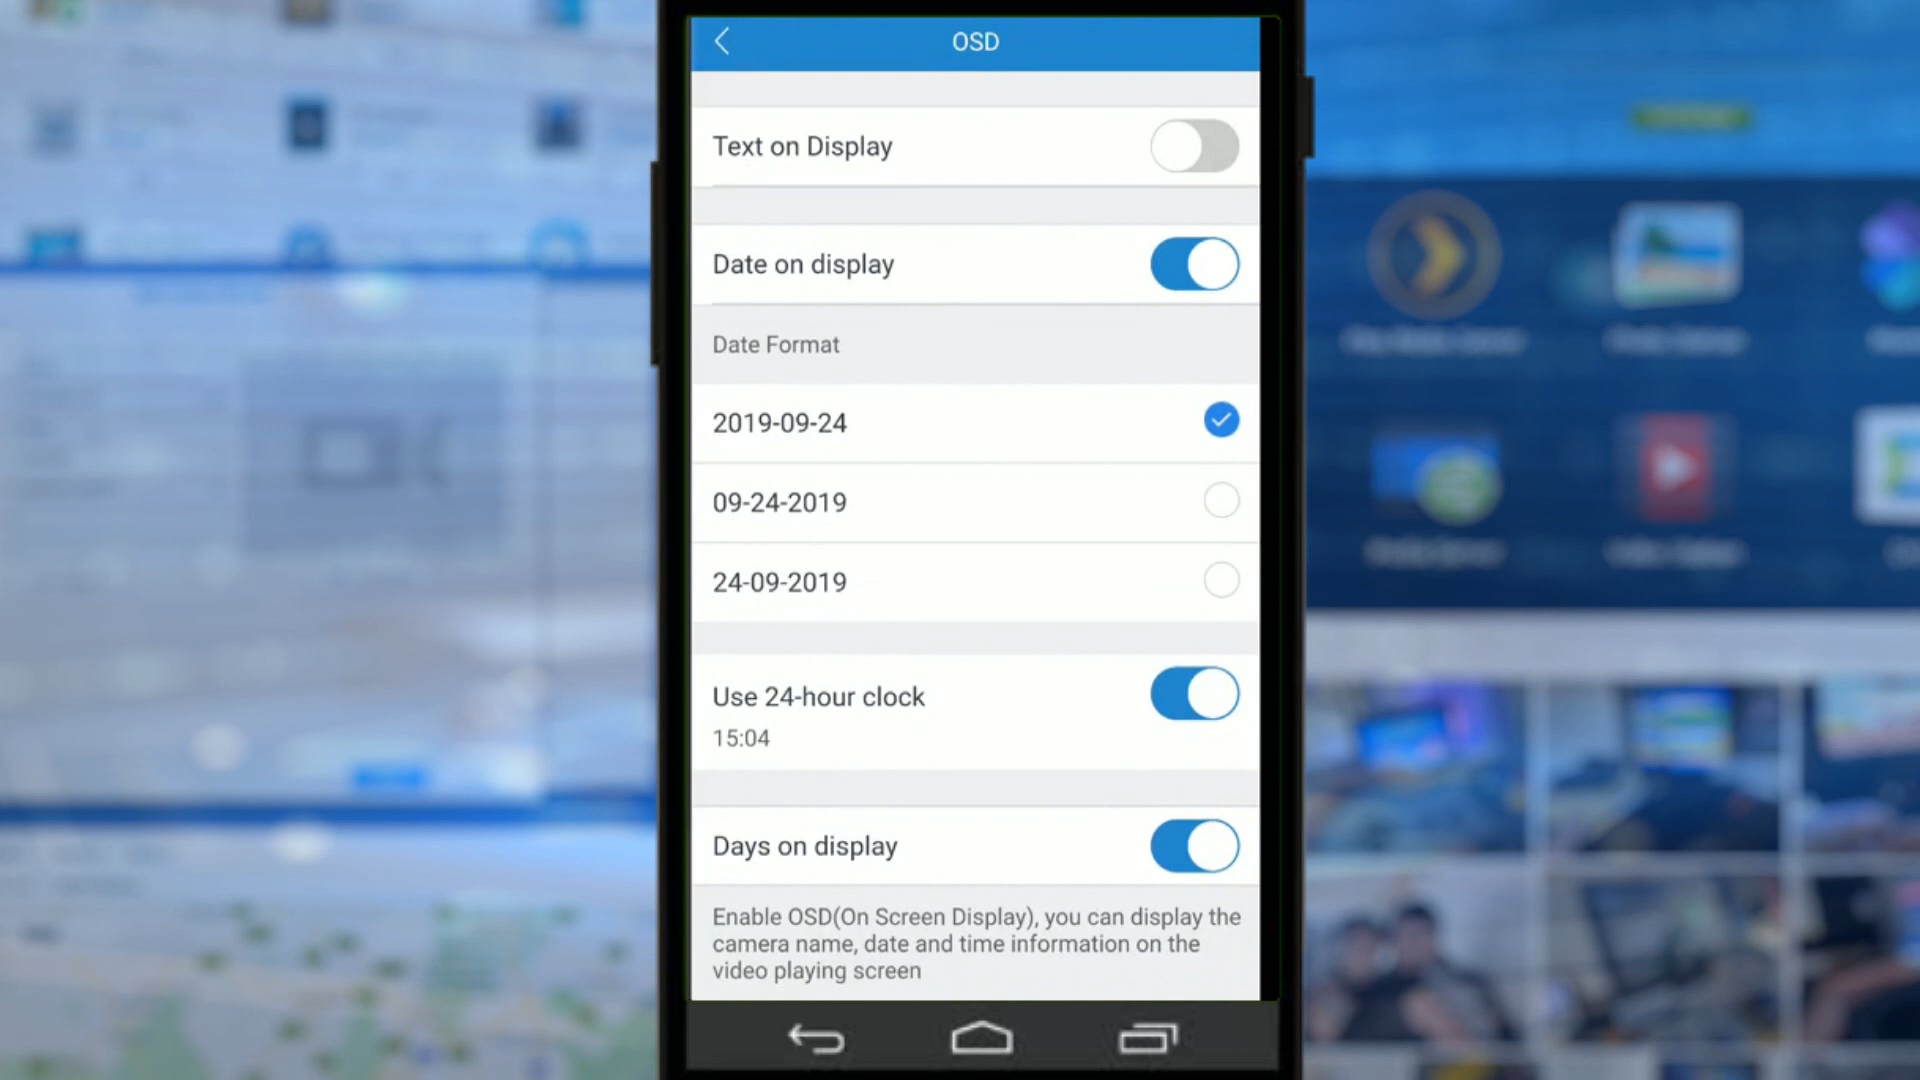 OSD
Text on Display
Date on display
Date Format
2019-09-24
09-24-2019
24-09-2019
Use 24-hour clock
15:04
Days on display
Enable OSD(On Screen Display), you can display the
camera name, date and time information on the
video playing screen